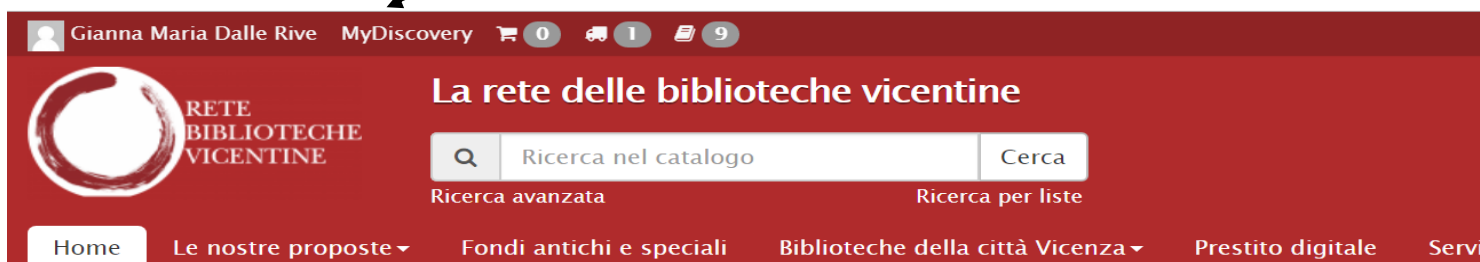 Gianna Maria Dalle Rive MyDiscovery 0 1 9
La rete delle biblioteche vicentine
RETE
BIBLIOTECHE
VICENTINE
Ricerca nel catalogo Cerca
Ricerca avanzata Ricerca per liste
Home Le nostre proposte Fondi antichi e speciali Biblioteche della città Vicenza Prestito digitale Servi